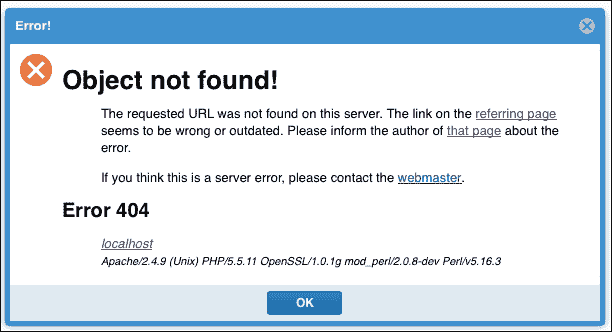 Error!
Object not found!
The requested URL was not found on this server. The link on the referring page
seems to be wrong or outdated. Please inform the author of that page about the
error.
If you think this is a server error, please contact the webmaster.
Error 404
localhost
Apache/2.4.9 (Unix) PHP/5.5.11 OpenSSL/1.0.1g mod_perl/2.0.8-dev Perl/v5.16.3
OK